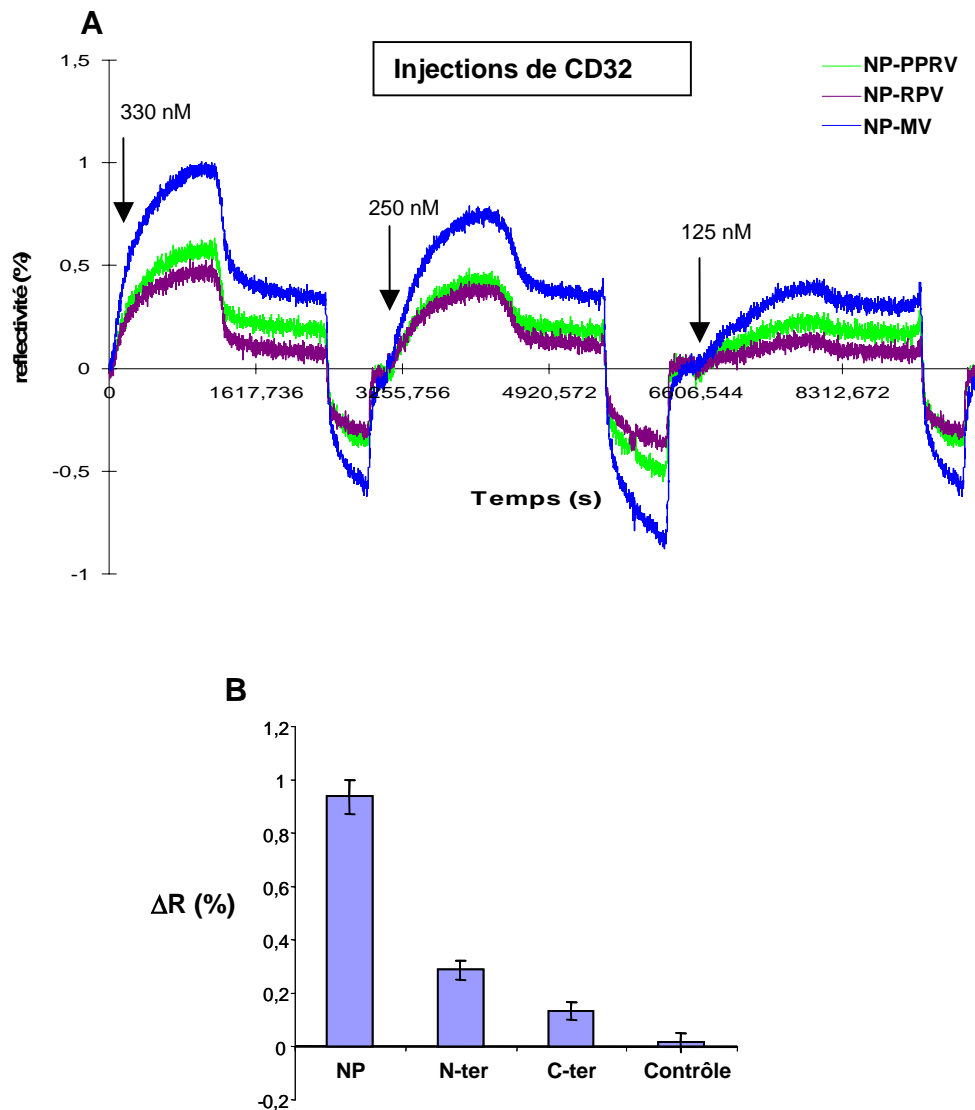 A
1,5
Injections de CD32
NP-PPRV
NP-RPV
NP-MV
330 nM
1
250 nM
125 nM
0,5
reflectivité (%)
0
0
1617,736
3255,756
4920,572
6606,544
8312,672
-0,5
Temps (s)
-1
B
1,2
1
0,8
0,6
ΔR (%)
0,4
0,2
0
NP
N-ter
C-ter
Contrôle
-0,2